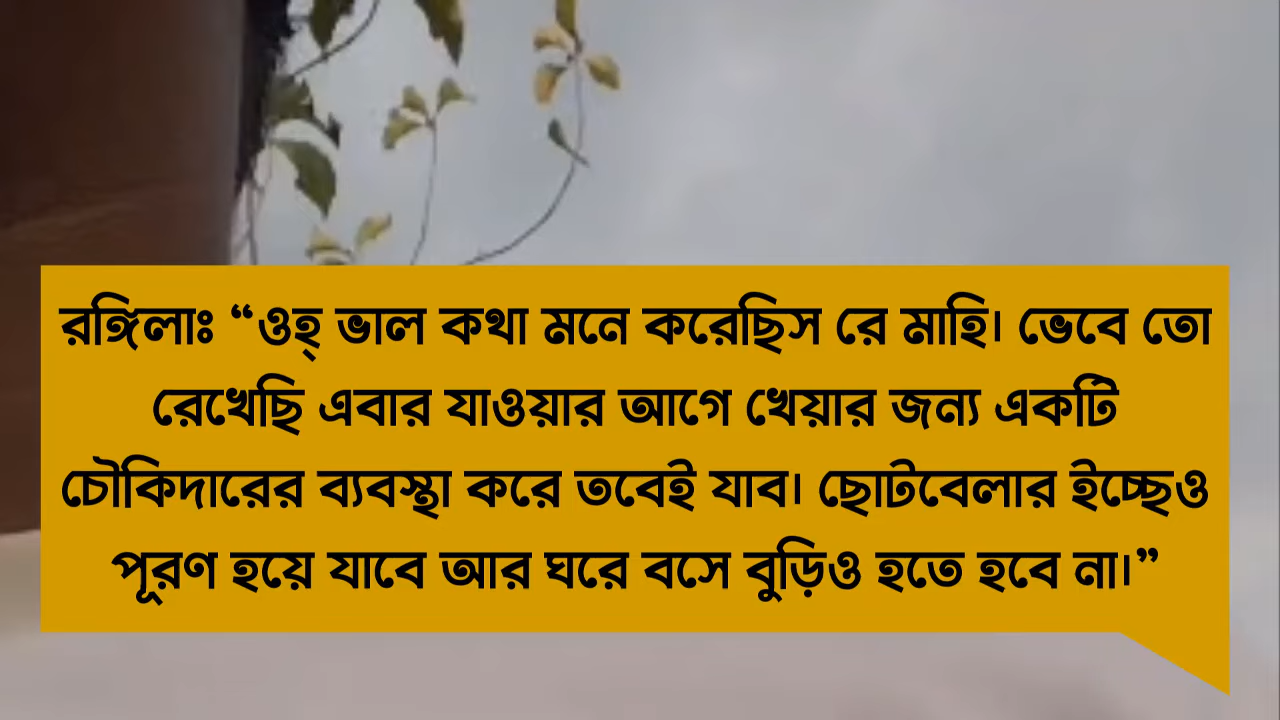 রঙ্গিলাঃ “ওহ্ ভাল কথা মনে করেছিস রে মাহি। ভেবে তো
রেখেছি এবার যাওয়ার আগে খেয়ার জন্য একটি
চৌকিদারের ব্যবস্থা করে তবেই যাব। ছোটবেলার ইচ্ছেও
পূরণ হয়ে যাবে আর ঘরে বসে বুড়িও হতে হবে না।”